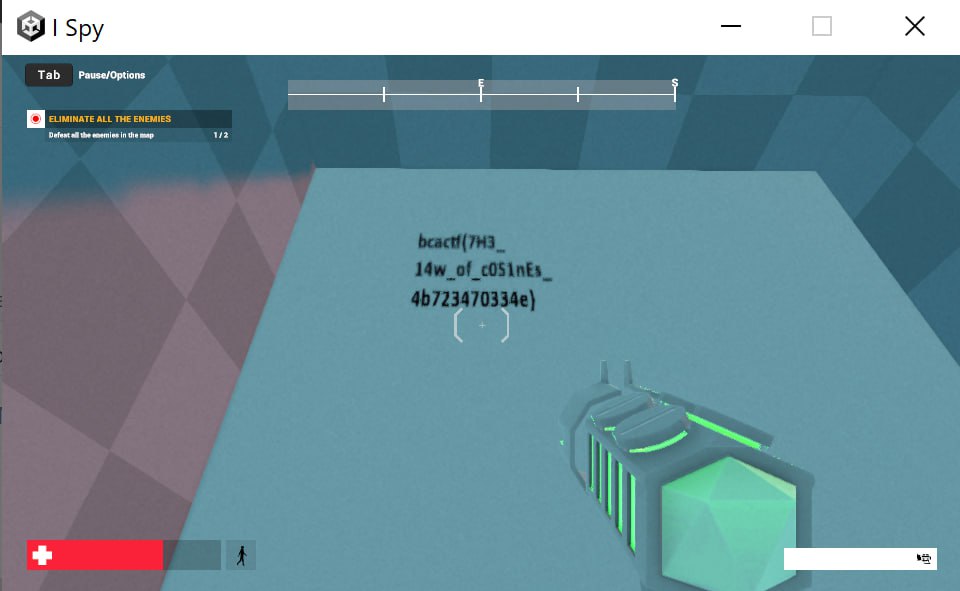 I Spy
Tab Pause/Options
E S
ELIMINATE ALL THE ENEMIES
Defeat all the enemies in the map 1 / 2
bcactf{7H3_
14w_of_c0S1nEs_
4b723470334e}